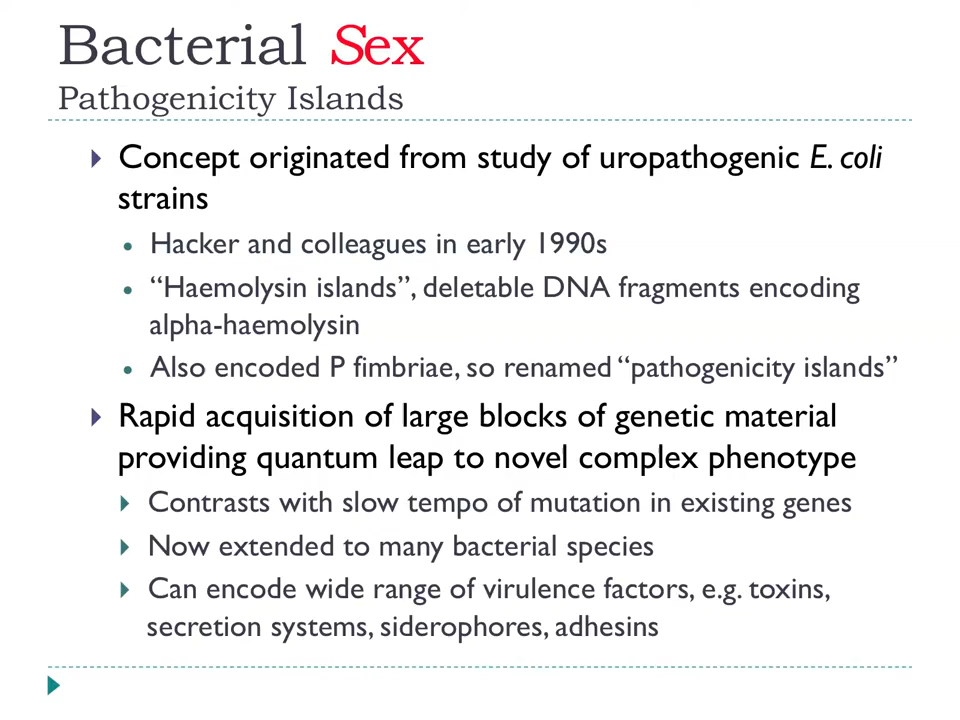 Bacterial Sex
Pathogenicity Islands
Concept originated from study of uropathogenic E. coli
strains
Hacker and colleagues in early 1990s
“Haemolysin islands”, deletable DNA fragments encoding
alpha-haemolysin
Also encoded P fimbriae, so renamed “pathogenicity islands”
Rapid acquisition of large blocks of genetic material
providing quantum leap to novel complex phenotype
Contrasts with slow tempo of mutation in existing genes
Now extended to many bacterial species
Can encode wide range of virulence factors, e.g. toxins,
secretion systems, siderophores, adhesins